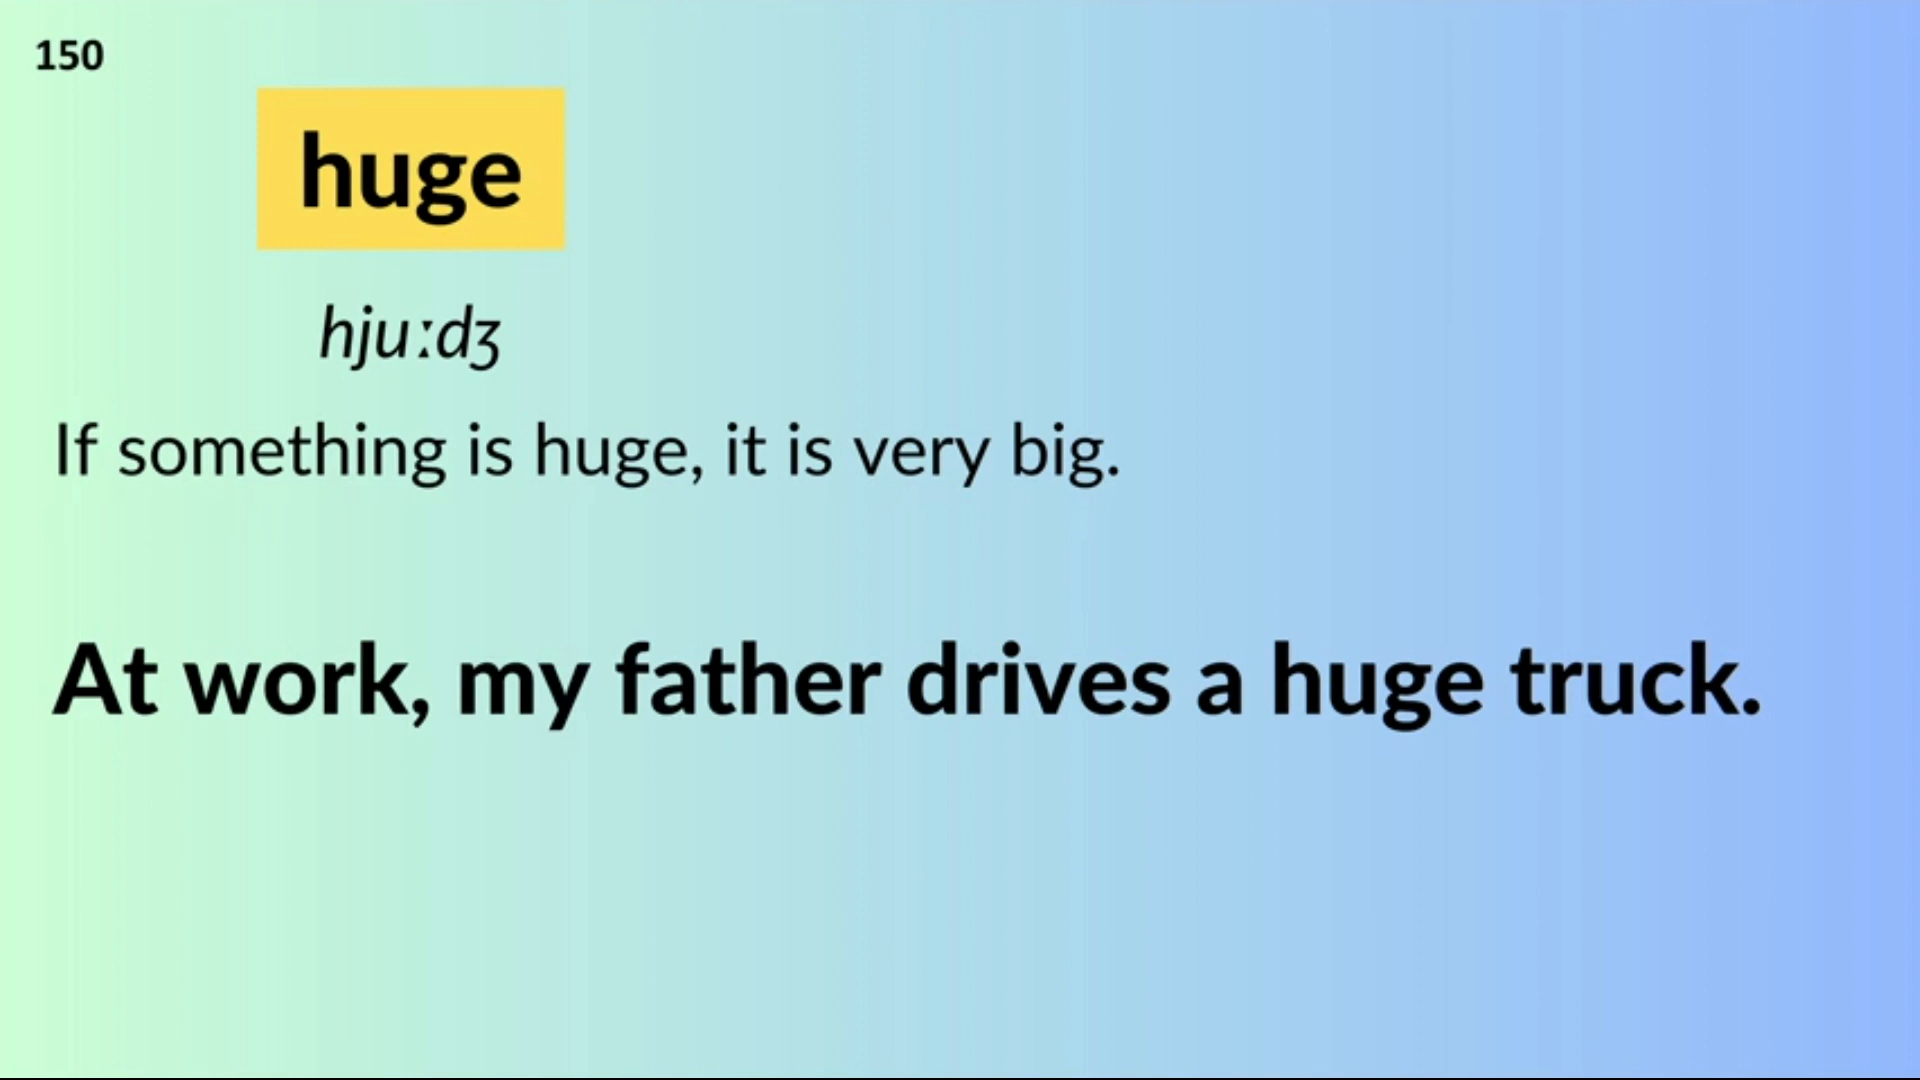 150
huge
hjuːdʒ
If something is huge, it is very big.
At work, my father drives a huge truck.